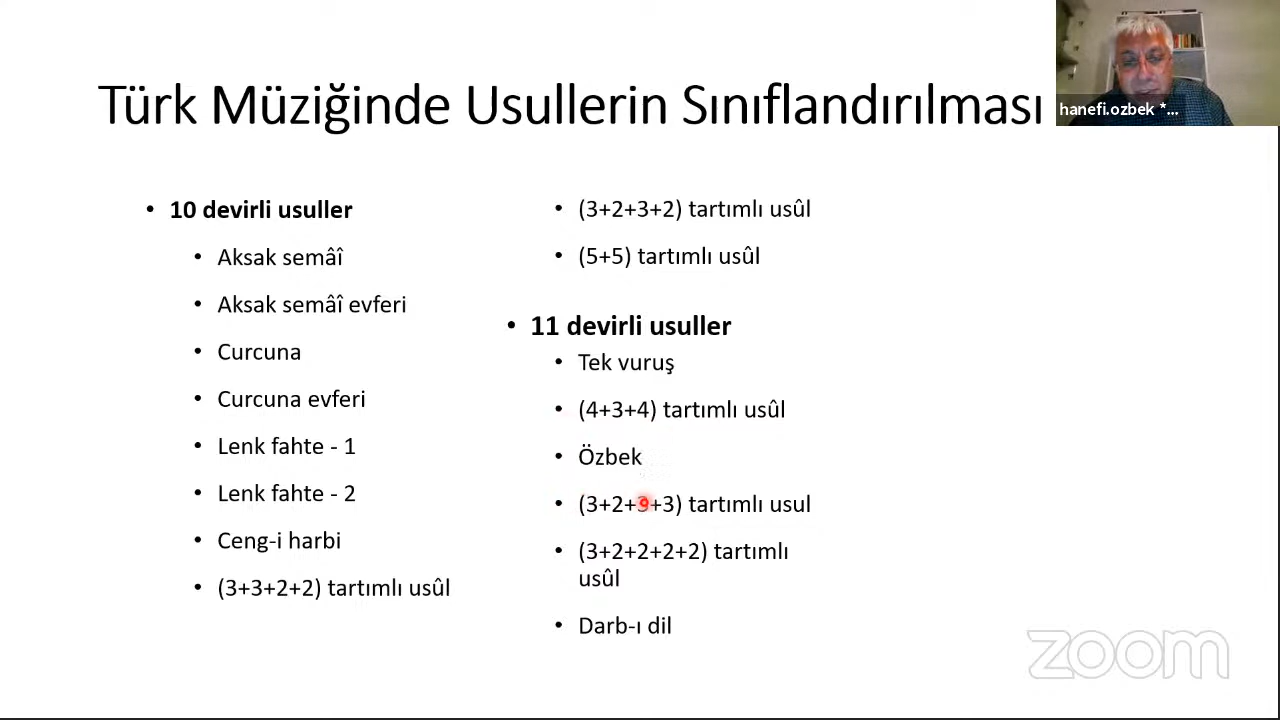 Türk Müziğinde Usullerin Sınıflandırılması
hanefi.ozbek * ...
• 10 devirli usuller
• Aksak semâî
• Aksak semâî evferi
• Curcuna
• Curcuna evferi
• Lenk fahte - 1
• Lenk fahte - 2
• Ceng-i harbi
• (3+3+2+2) tartımlı usûl
• (3+2+3+2) tartımlı usûl
• (5+5) tartımlı usûl
• 11 devirli usuller
• Tek vuruş
• (4+3+4) tartımlı usûl
• Özbek
• (3+2+3+3) tartımlı usul
• (3+2+2+2+2) tartımlı
usûl
• Darb-ı dil
zoom